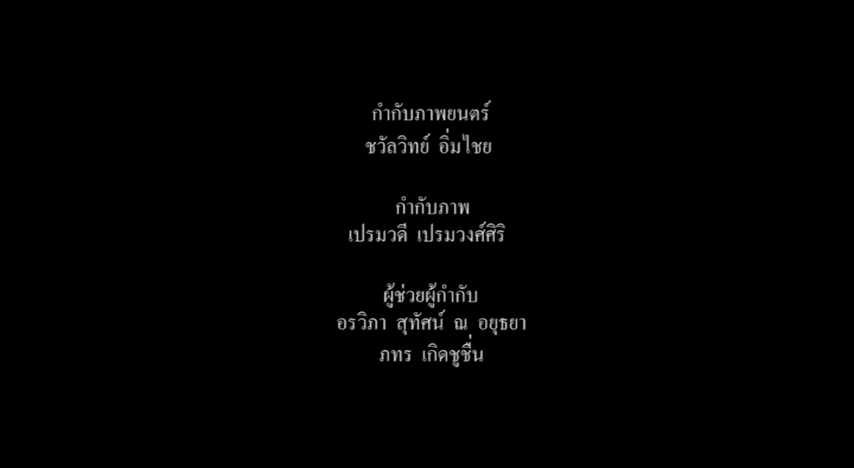 กำกับภาพยนตร์
ชวัลวิทย์ อิ่มไชย
กำกับภาพ
เปรมวดี เปรมวงศ์ศิริ
ผู้ช่วยผู้กำกับ
อรวิภา สุทัศน์ ณ อยุธยา
ภทร เกิดชูชื่น